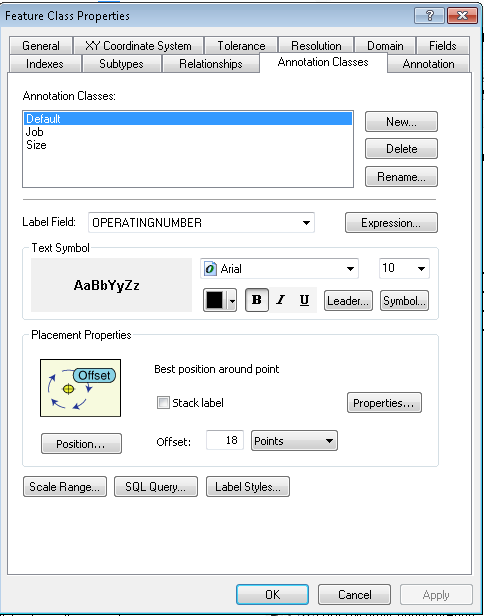 Feature Class Properties
General XY Coordinate System Tolerance Resolution Domain Fields
Indexes Subtypes Relationships Annotation Classes Annotation
Annotation Classes:
Default
Job
Size
New...
Delete
Rename...
Label Field: OPERATINGNUMBER Expression...
Text Symbol
AaBbYyZz
Arial 10
B I U Leader... Symbol...
Placement Properties
Offset
Best position around point
Stack label Properties...
Position... Offset: 18 Points
Scale Range... SQL Query... Label Styles...
OK Cancel Apply